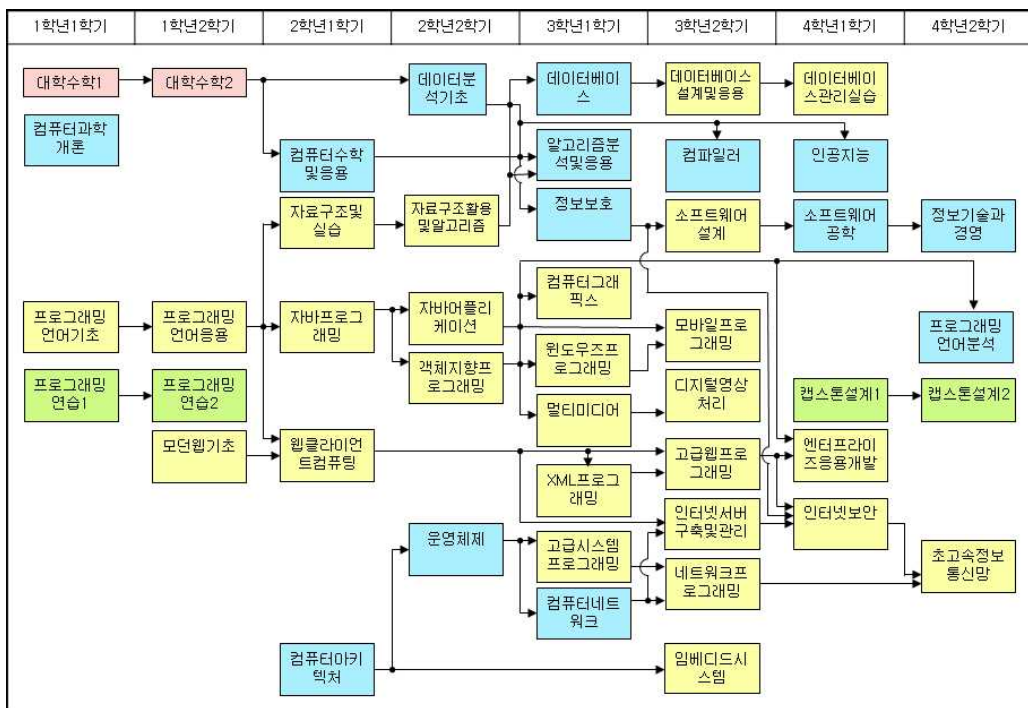 1학년1학기
1학년2학기
2학년1학기
2학년2학기
3학년1학기
3학년2학기
4학년1학기
4학년2학기
대학수학1
대학수학2
데이터분
석기초
데이터베이
스
데이터베이스
설계및응용
데이터베이
스관리실습
컴퓨터과학
개론
컴퓨터수학
및응용
알고리즘분
석및응용
컴파일러
인공지능
자료구조및
실습
자료구조활용
및알고리즘
정보보호
소프트웨어
설계
소프트웨어
공학
정보기술과
경영
프로그래밍
언어기초
프로그래밍
언어응용
자바프로그
래밍
자바어플리
케이션
컴퓨터그래
픽스
모바일프로
그래밍
프로그래밍
언어분석
객체지향프
로그래밍
윈도우즈프
로그래밍
프로그래밍
연습1
프로그래밍
연습2
멀티미디어
디지털영상
처리
캡스톤설계1
캡스톤설계2
모던웹기초
웹클라이언
트컴퓨팅
XML프로그
래밍
고급웹프로
그래밍
엔터프라이
즈응용개발
인터넷서버
구축및관리
인터넷보안
운영체제
고급시스템
프로그래밍
네트워크프
로그래밍
초고속정보
통신망
컴퓨터네트
워크
컴퓨터아키
텍처
임베디드시
스템